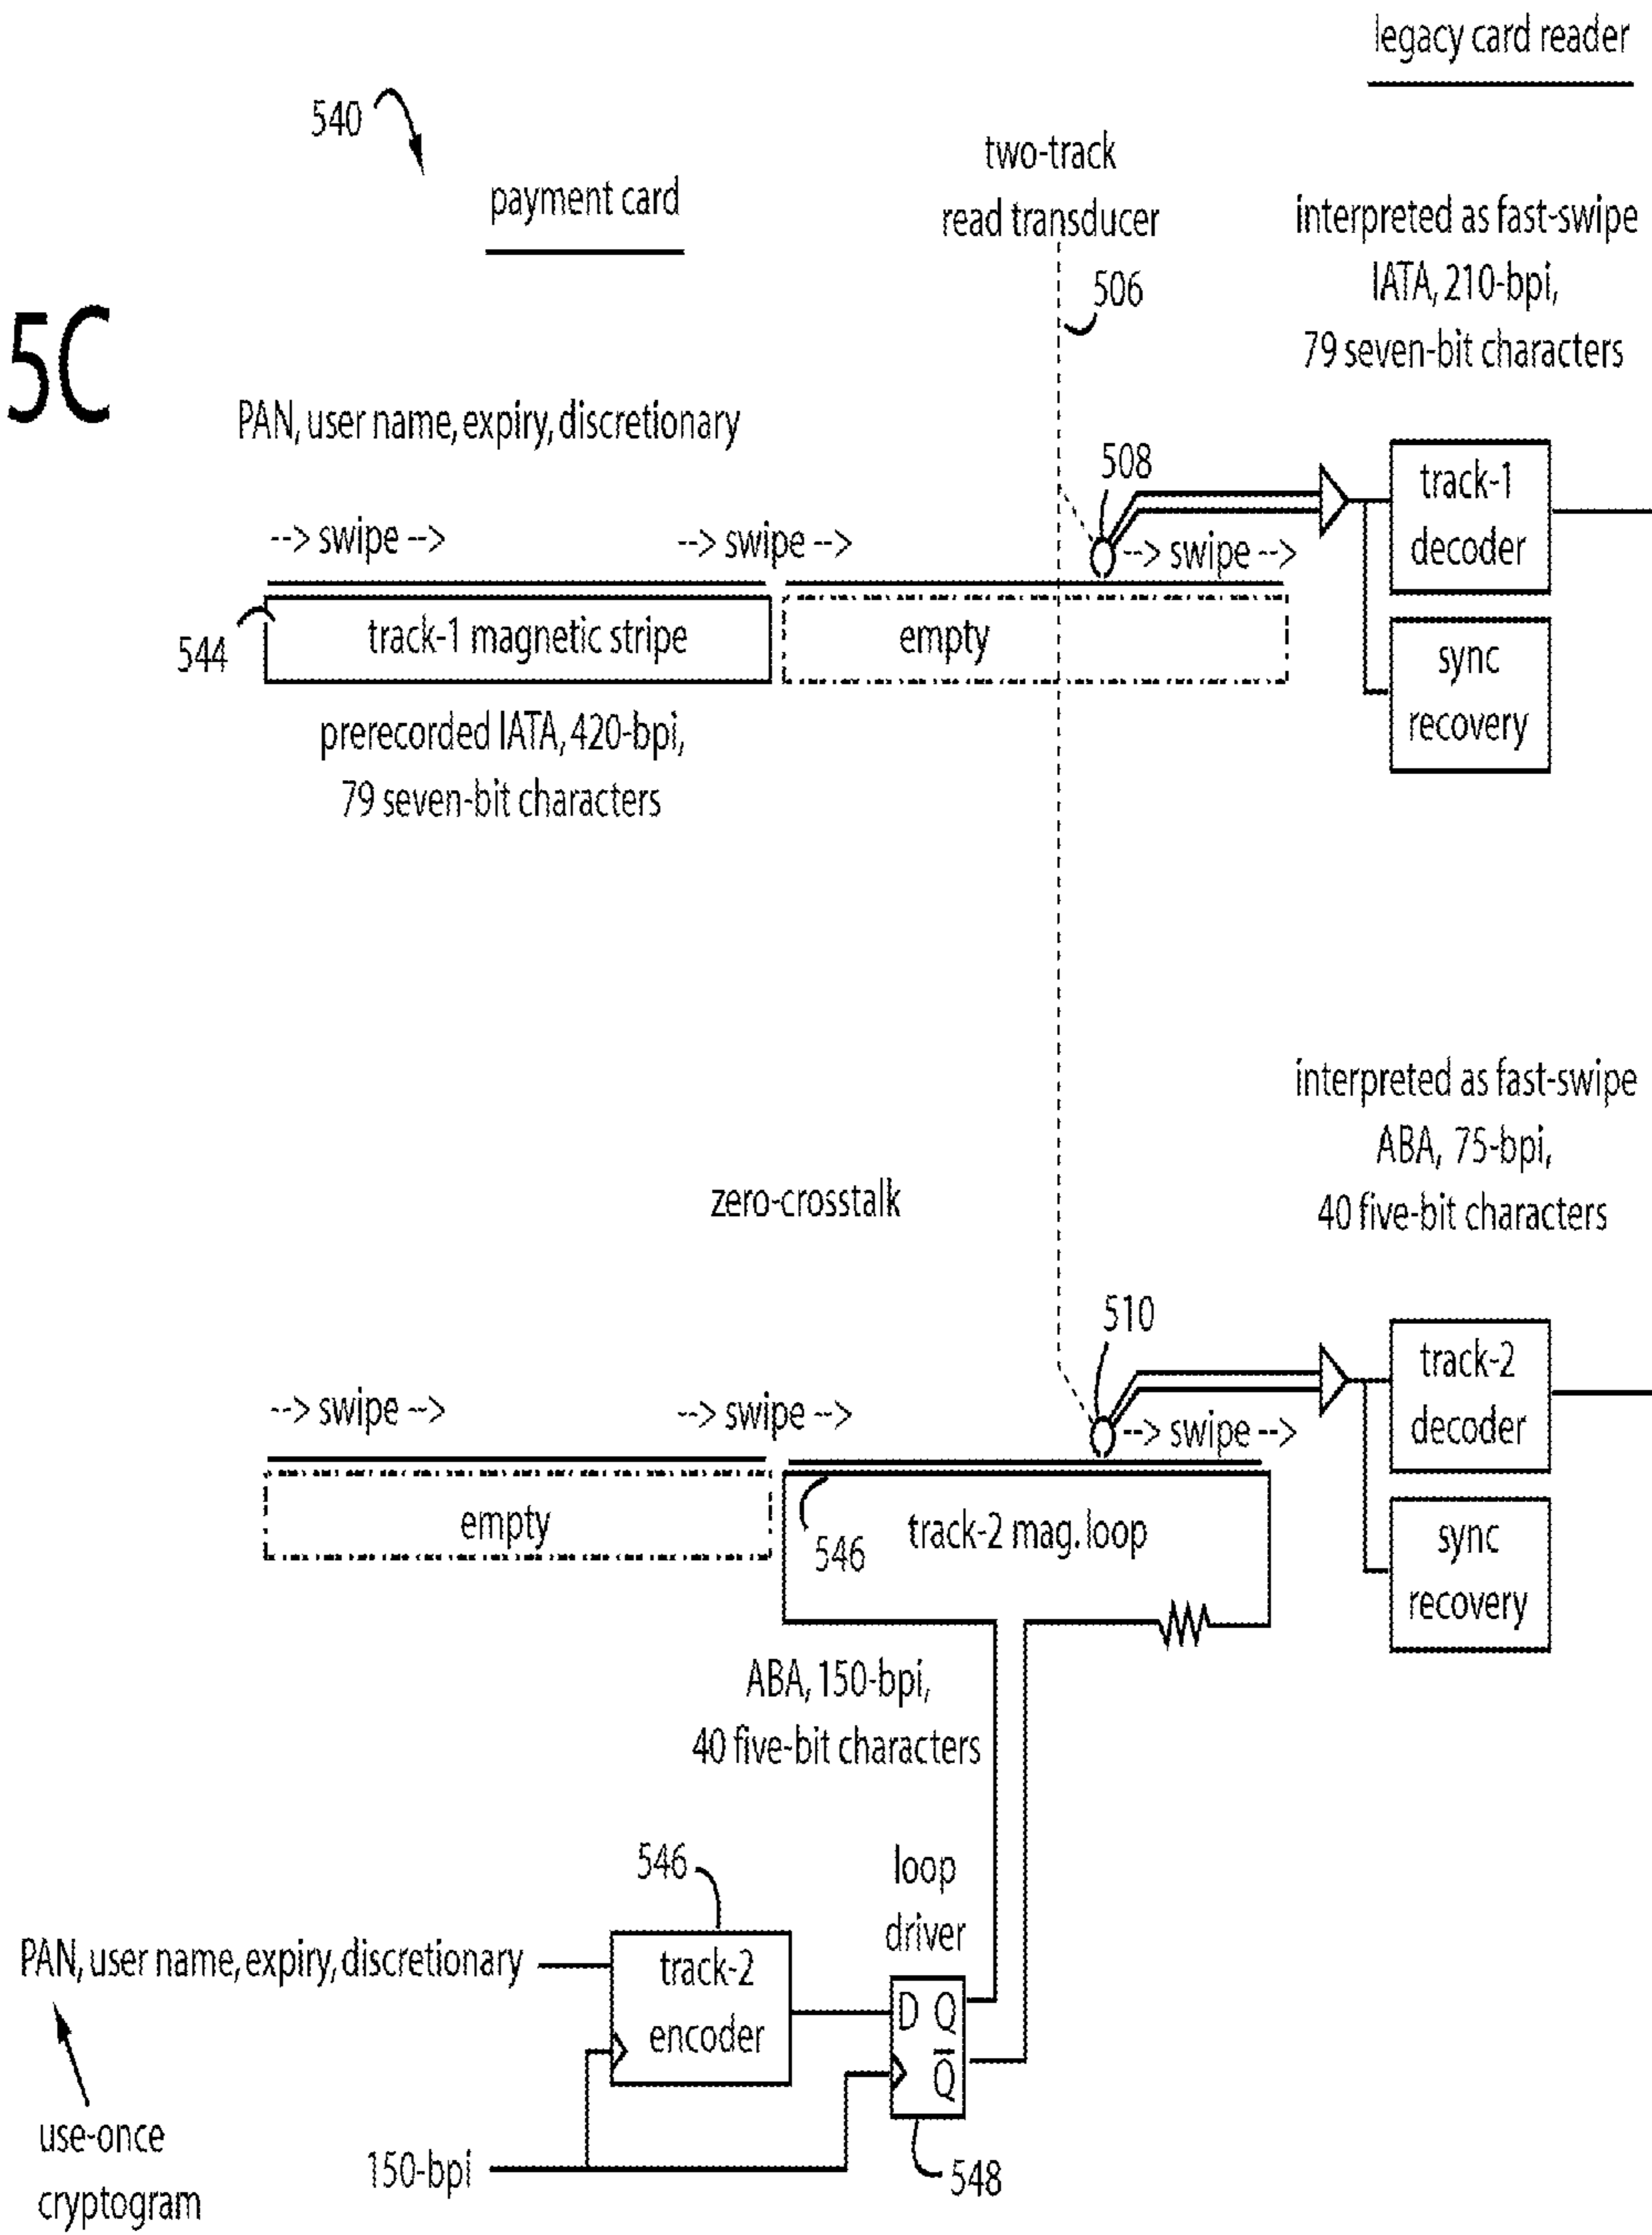 legacy card reader
540
two-track
read transducer
payment card
interpreted as fast-swipe
IATA, 210-bpi,
79 seven-bit characters
506
5C
PAN, user name, expiry, discretionary
508
track-1
decoder
--> swipe -->
--> swipe -->
--> swipe -->
544
track-1 magnetic stripe
empty
sync
recovery
prerecorded IATA, 420-bpi,
79 seven-bit characters
interpreted as fast-swipe
ABA, 75-bpi,
40 five-bit characters
zero-crosstalk
510
track-2
decoder
--> swipe -->
--> swipe -->
--> swipe -->
empty
546
track-2 mag. loop
sync
recovery
ABA, 150-bpi,
40 five-bit characters
546
loop
driver
PAN, user name, expiry, discretionary
track-2
encoder
D Q
Q̅
use-once
cryptogram
150-bpi
548